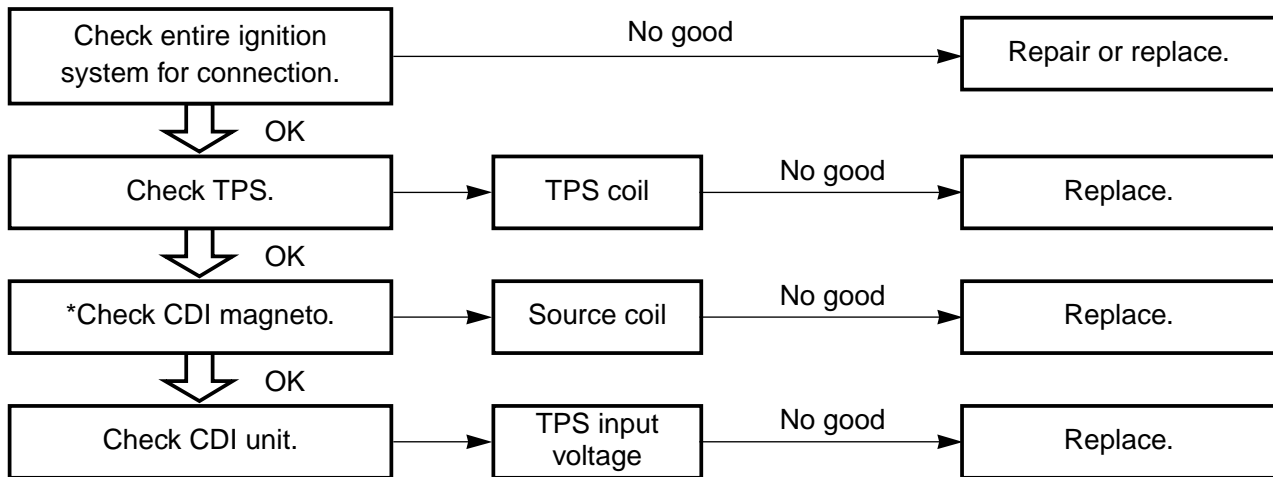 Check entire ignition
system for connection.
No good
Repair or replace.
OK
Check TPS.
TPS coil
No good
Replace.
OK
*Check CDI magneto.
Source coil
No good
Replace.
OK
Check CDI unit.
TPS input
voltage
No good
Replace.